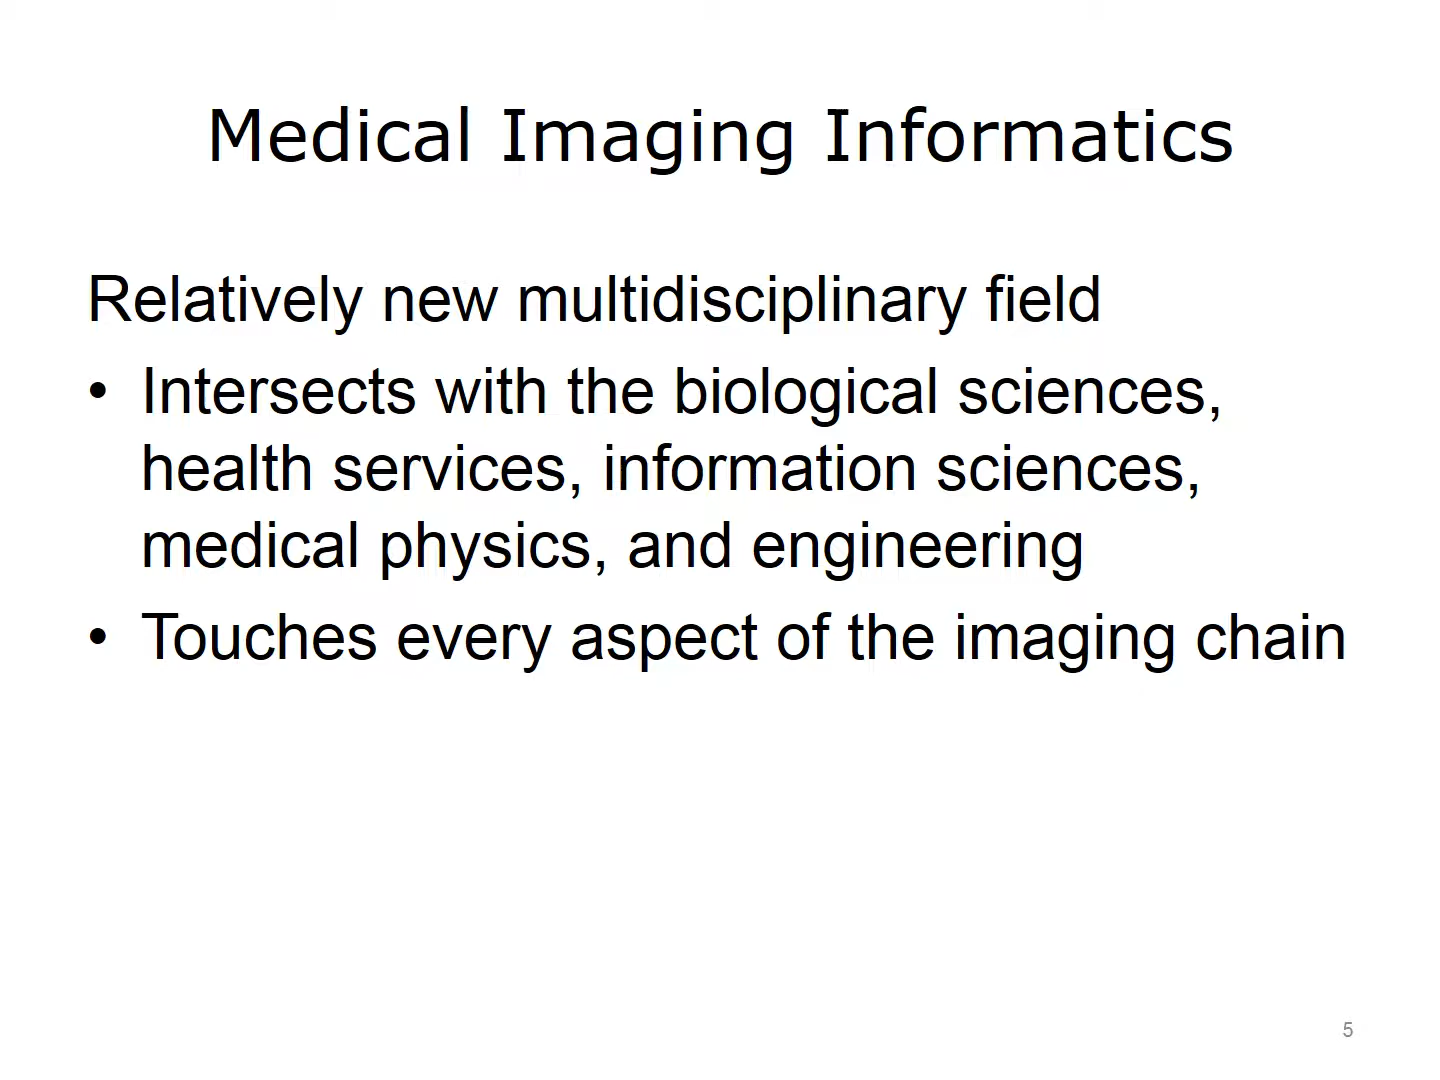 Medical Imaging Informatics
Relatively new multidisciplinary field
• Intersects with the biological sciences,
health services, information sciences,
medical physics, and engineering
• Touches every aspect of the imaging chain
5